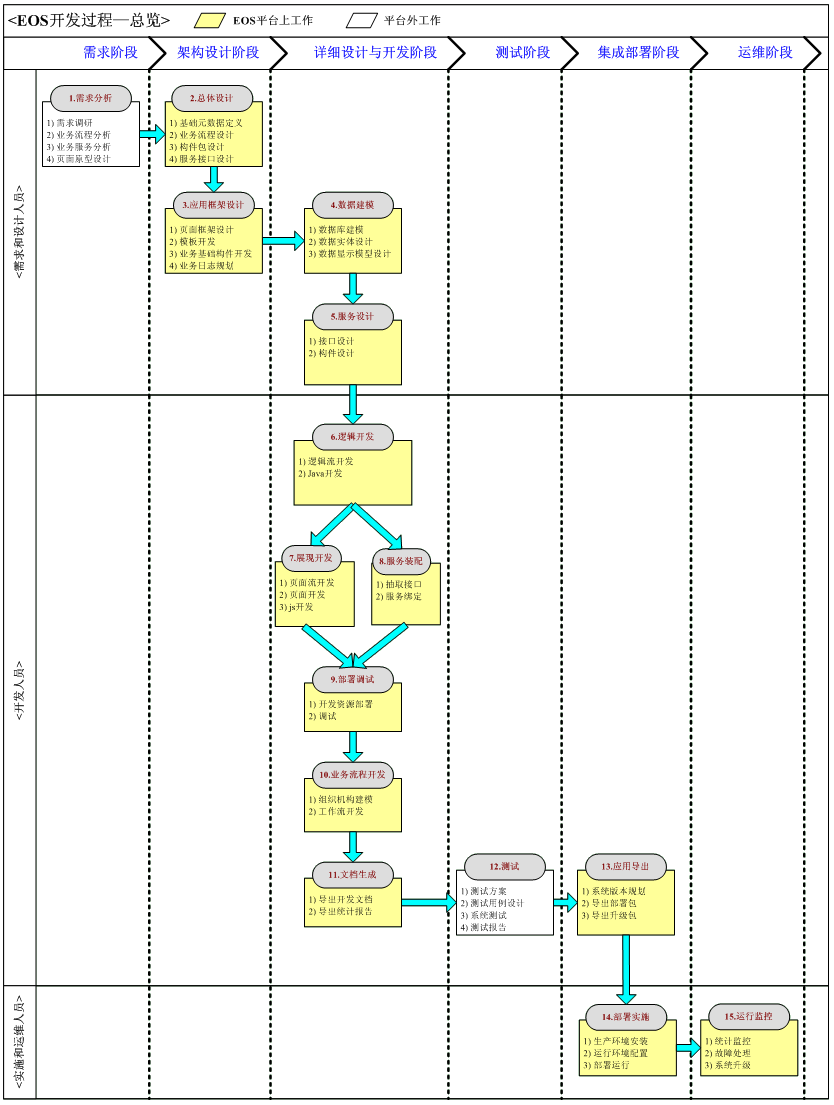 <EOS开发过程—总览>
EOS平台上工作
平台外工作
需求阶段
架构设计阶段
详细设计与开发阶段
测试阶段
集成部署阶段
运维阶段
<需求和设计人员>
1.需求分析
1) 需求调研
2) 业务流程分析
3) 业务服务分析
4) 页面原型设计
2.总体设计
1) 基础元数据定义
2) 业务流程设计
3) 构件包设计
4) 服务接口设计
3.应用框架设计
1) 页面框架设计
2) 模板开发
3) 业务基础构件开发
4) 业务日志规划
4.数据建模
1) 数据库建模
2) 数据实体设计
3) 数据显示模型设计
5.服务设计
1) 接口设计
2) 构件设计
<开发人员>
6.逻辑开发
1) 逻辑流开发
2) Java开发
7.展现开发
1) 页面流开发
2) 页面开发
3) js开发
8.服务装配
1) 抽取接口
2) 服务绑定
9.部署调试
1) 开发资源部署
2) 调试
10.业务流程开发
1) 组织机构建模
2) 工作流开发
11.文档生成
1) 导出开发文档
2) 导出统计报告
12.测试
1) 测试方案
2) 测试用例设计
3) 系统测试
4) 测试报告
13.应用导出
1) 系统版本规划
2) 导出部署包
3) 导出升级包
<实施和运维人员>
14.部署实施
1) 生产环境安装
2) 运行环境配置
3) 部署运行
15.运行监控
1) 统计监控
2) 故障处理
3) 系统升级